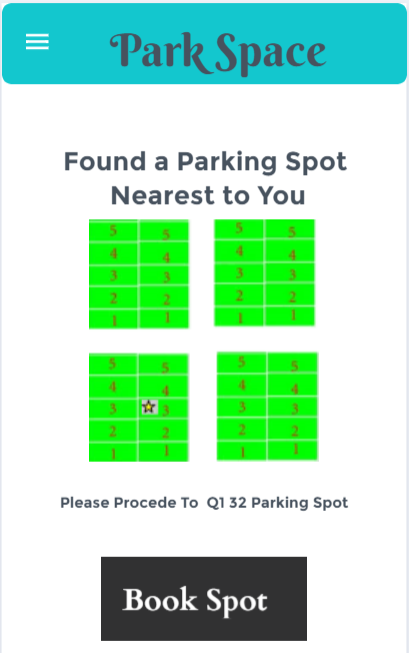 Park Space
Found a Parking Spot
Nearest to You
5 5 5 5
4 4 4 4
3 3 3 3
2 2 2 2
1 1 1 1
5 5 5 5
4 4 4 4
3 3 3 3
2 2 2 2
1 1 1 1
Please Procede To Q1 32 Parking Spot
Book Spot